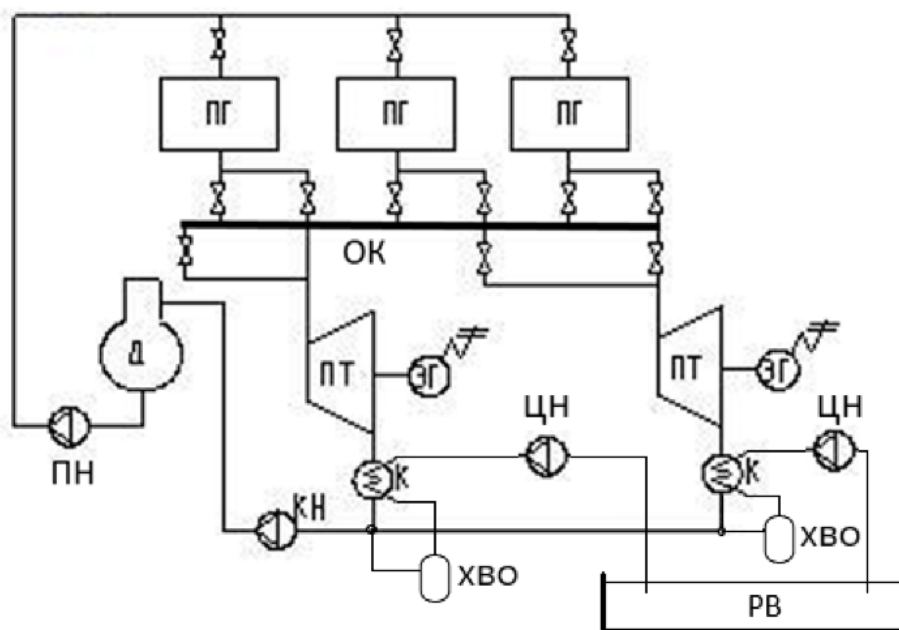 ПГ
ПГ
ПГ
ОК
Д
ПТ
ЭГ
ПТ
ЭГ
ПН
ЦН
ЦН
К
К
КН
ХВО
ХВО
РВ